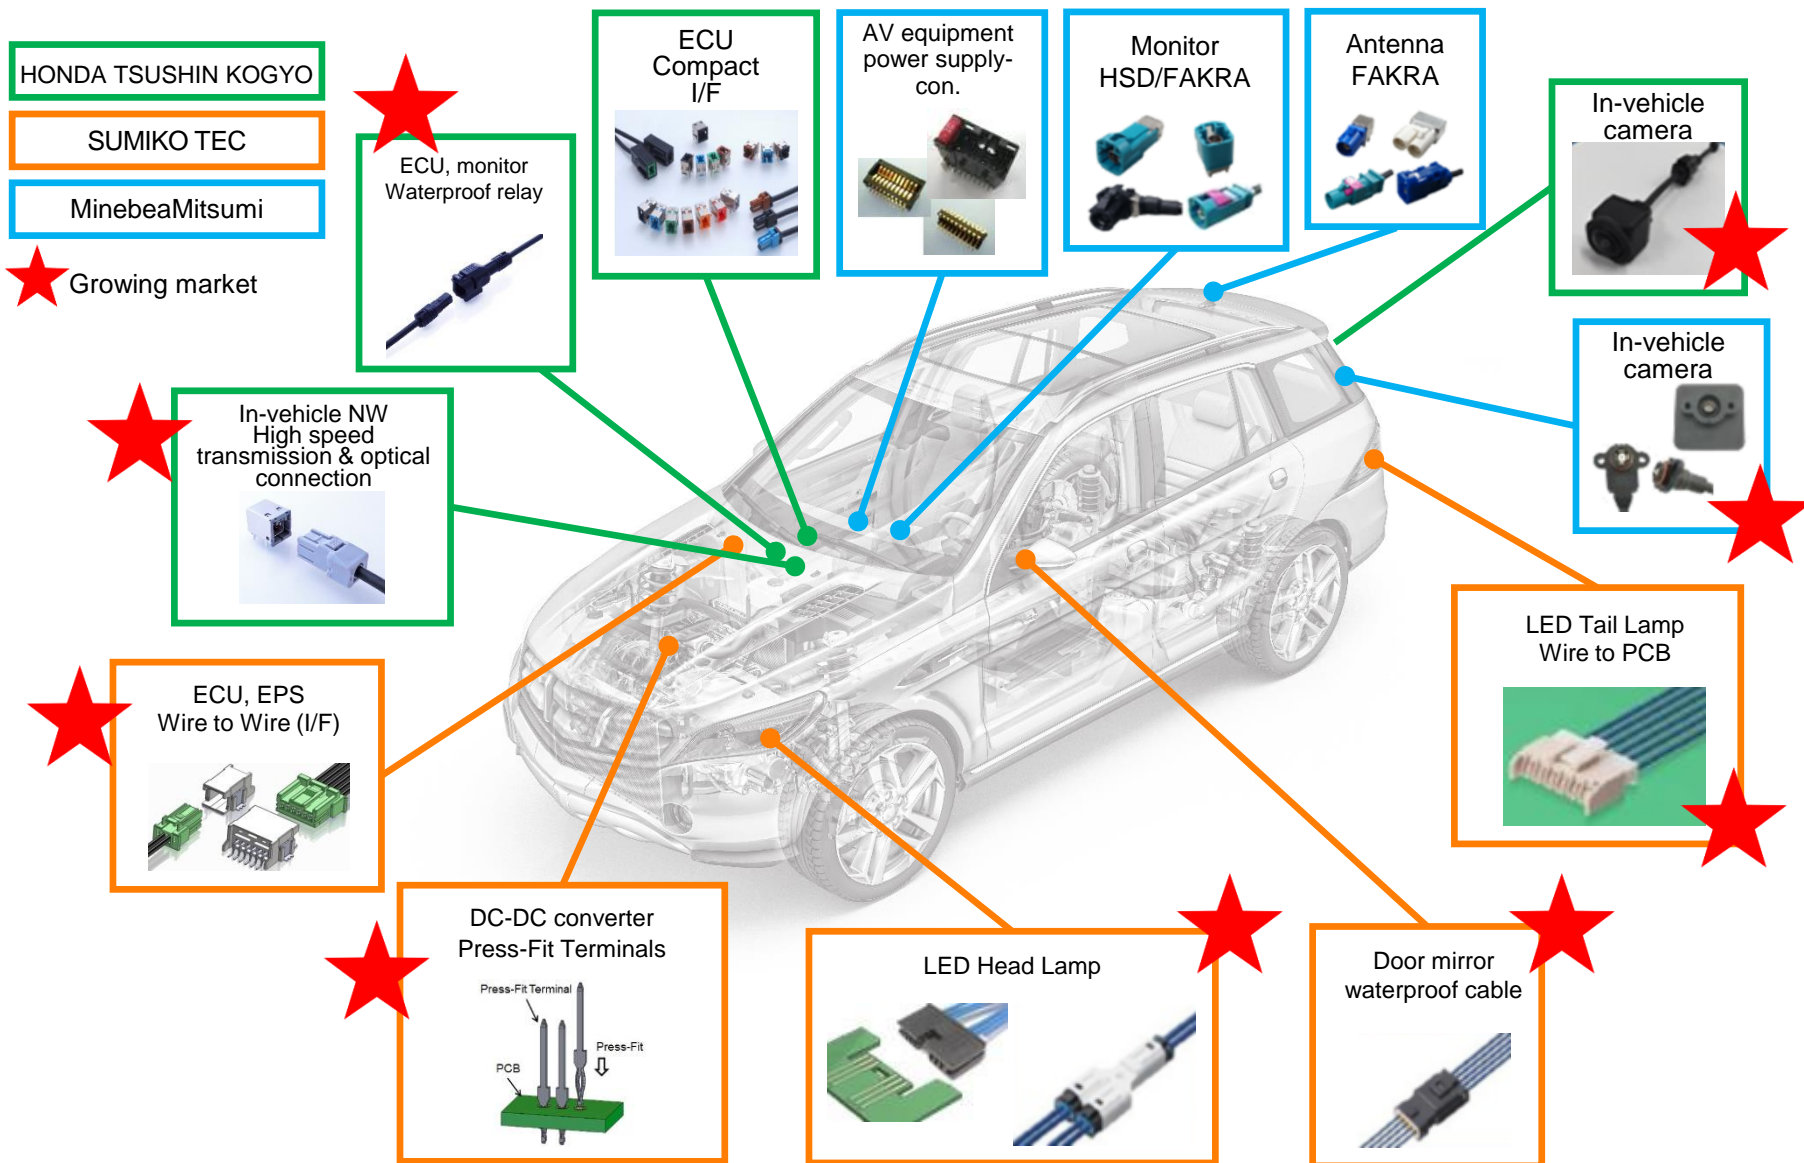 HONDA TSUSHIN KOGYO
SUMIKO TEC
MinebeaMitsumi
Growing market
ECU, monitor
Waterproof relay
ECU
Compact
I/F
AV equipment
power supply-
con.
Monitor
HSD/FAKRA
Antenna
FAKRA
In-vehicle
camera
In-vehicle
camera
In-vehicle NW
High speed
transmission & optical
connection
ECU, EPS
Wire to Wire (I/F)
LED Tail Lamp
Wire to PCB
DC-DC converter
Press-Fit Terminals
Press-Fit Terminal
Press-Fit
PCB
LED Head Lamp
Door mirror
waterproof cable